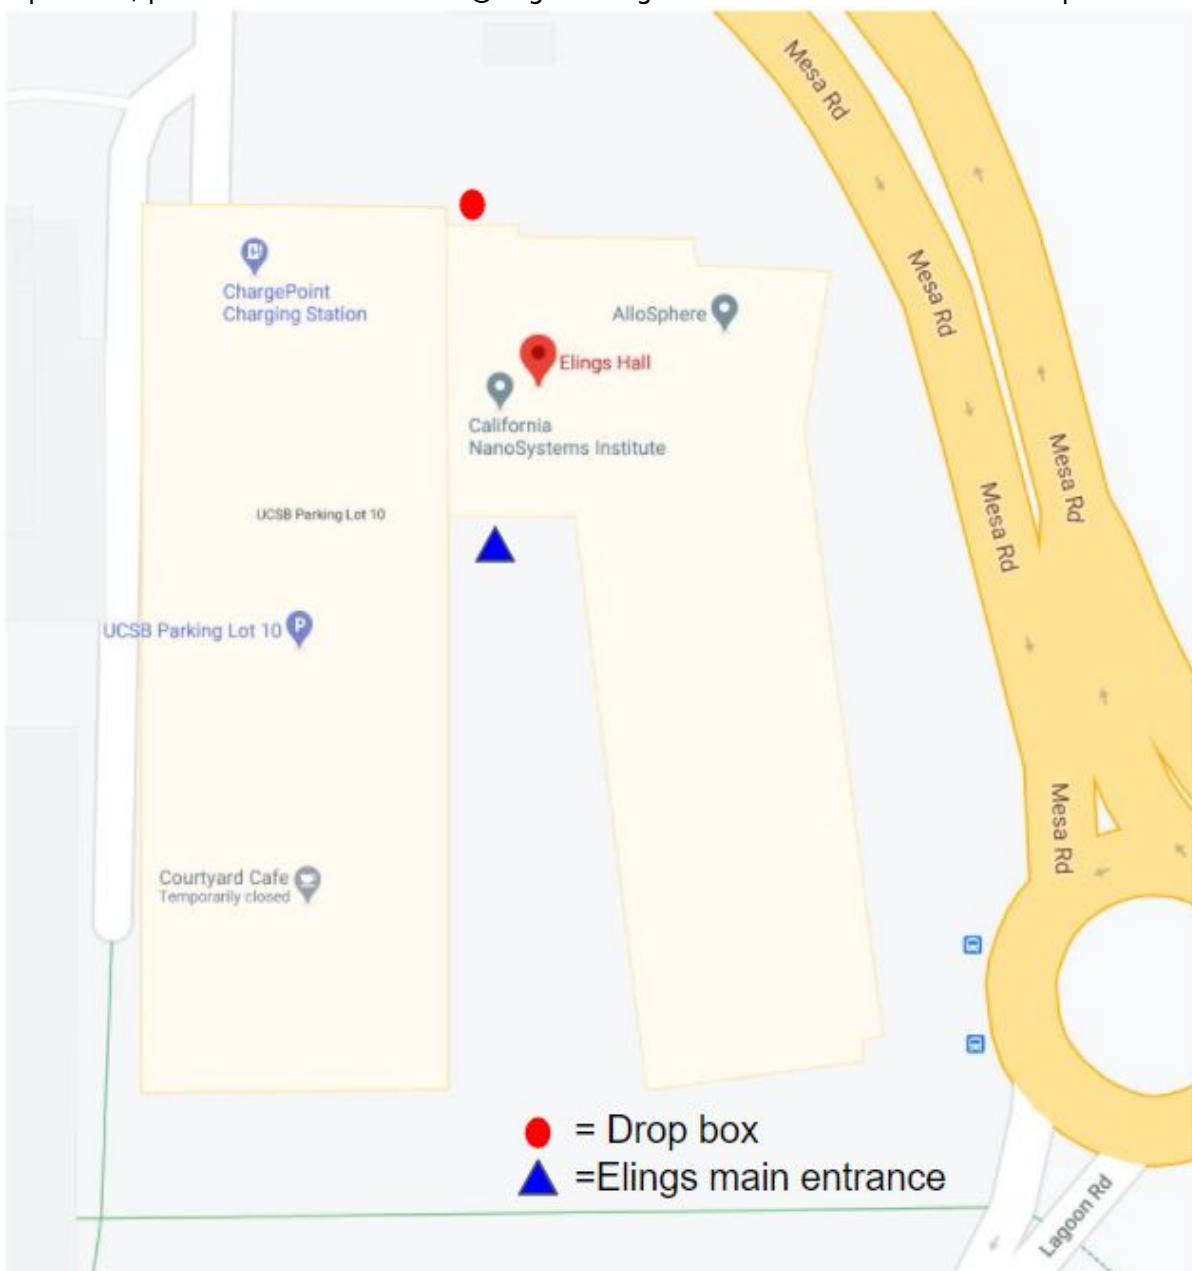 Mesa Rd
ChargePoint
Charging Station
AlloSphere
Mesa Rd
Elings Hall
California
NanoSystems Institute
Mesa Rd
Mesa Rd
UCSB Parking Lot 10
UCSB Parking Lot 10
P
Mesa Rd
Courtyard Cafe
Temporarily closed
= Drop box
=Elings main entrance
Lagoon Rd